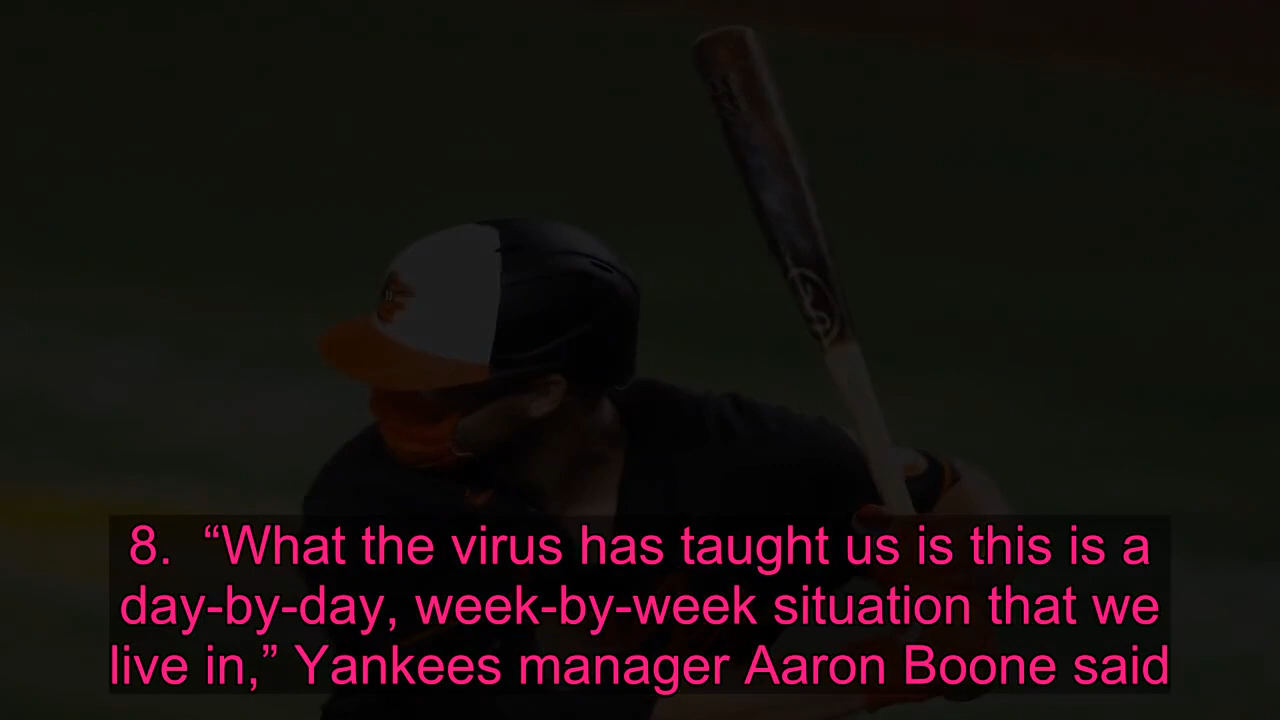 8.  “What the virus has taught us is this is a
day-by-day, week-by-week situation that we
live in,” Yankees manager Aaron Boone said